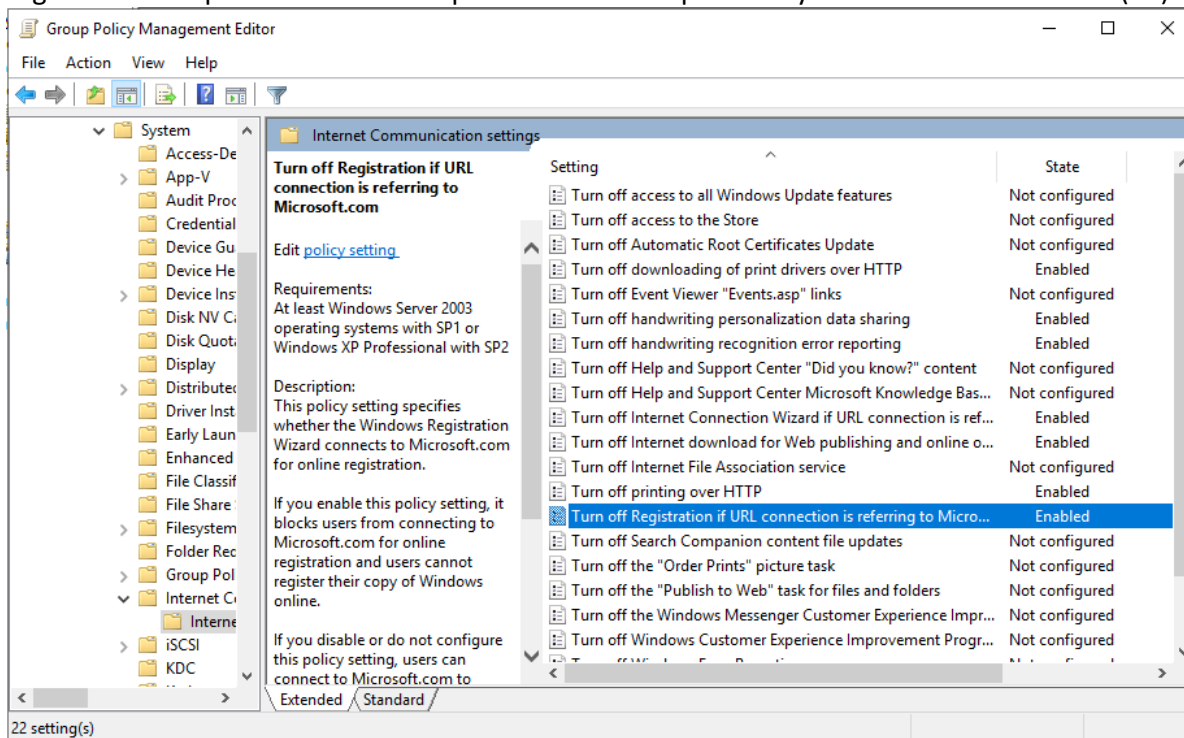 Group Policy Management Editor
File Action View Help
System
Access-De
App-V
Audit Proc
Credential
Device Gu
Device He
Device Ins
Disk NV Ca
Disk Quota
Display
Distributed
Driver Inst
Early Laun
Enhanced
File Classif
File Share
Filesystem
Folder Red
Group Pol
Internet C
Interne
iSCSI
KDC
Internet Communication settings
Turn off Registration if URL
connection is referring to
Microsoft.com
Edit policy setting
Requirements:
At least Windows Server 2003
operating systems with SP1 or
Windows XP Professional with SP2
Description:
This policy setting specifies
whether the Windows Registration
Wizard connects to Microsoft.com
for online registration.
If you enable this policy setting, it
blocks users from connecting to
Microsoft.com for online
registration and users cannot
register their copy of Windows
online.
If you disable or do not configure
this policy setting, users can
connect to Microsoft.com to
Setting State
Turn off access to all Windows Update features Not configured
Turn off access to the Store Not configured
Turn off Automatic Root Certificates Update Not configured
Turn off downloading of print drivers over HTTP Enabled
Turn off Event Viewer "Events.asp" links Not configured
Turn off handwriting personalization data sharing Enabled
Turn off handwriting recognition error reporting Enabled
Turn off Help and Support Center "Did you know?" content Not configured
Turn off Help and Support Center Microsoft Knowledge Bas... Not configured
Turn off Internet Connection Wizard if URL connection is ref... Enabled
Turn off Internet download for Web publishing and online o... Enabled
Turn off Internet File Association service Not configured
Turn off printing over HTTP Enabled
Turn off Registration if URL connection is referring to Micro... Enabled
Turn off Search Companion content file updates Not configured
Turn off the "Order Prints" picture task Not configured
Turn off the "Publish to Web" task for files and folders Not configured
Turn off the Windows Messenger Customer Experience Impr... Not configured
Turn off Windows Customer Experience Improvement Progr... Not configured
Extended Standard
22 setting(s)